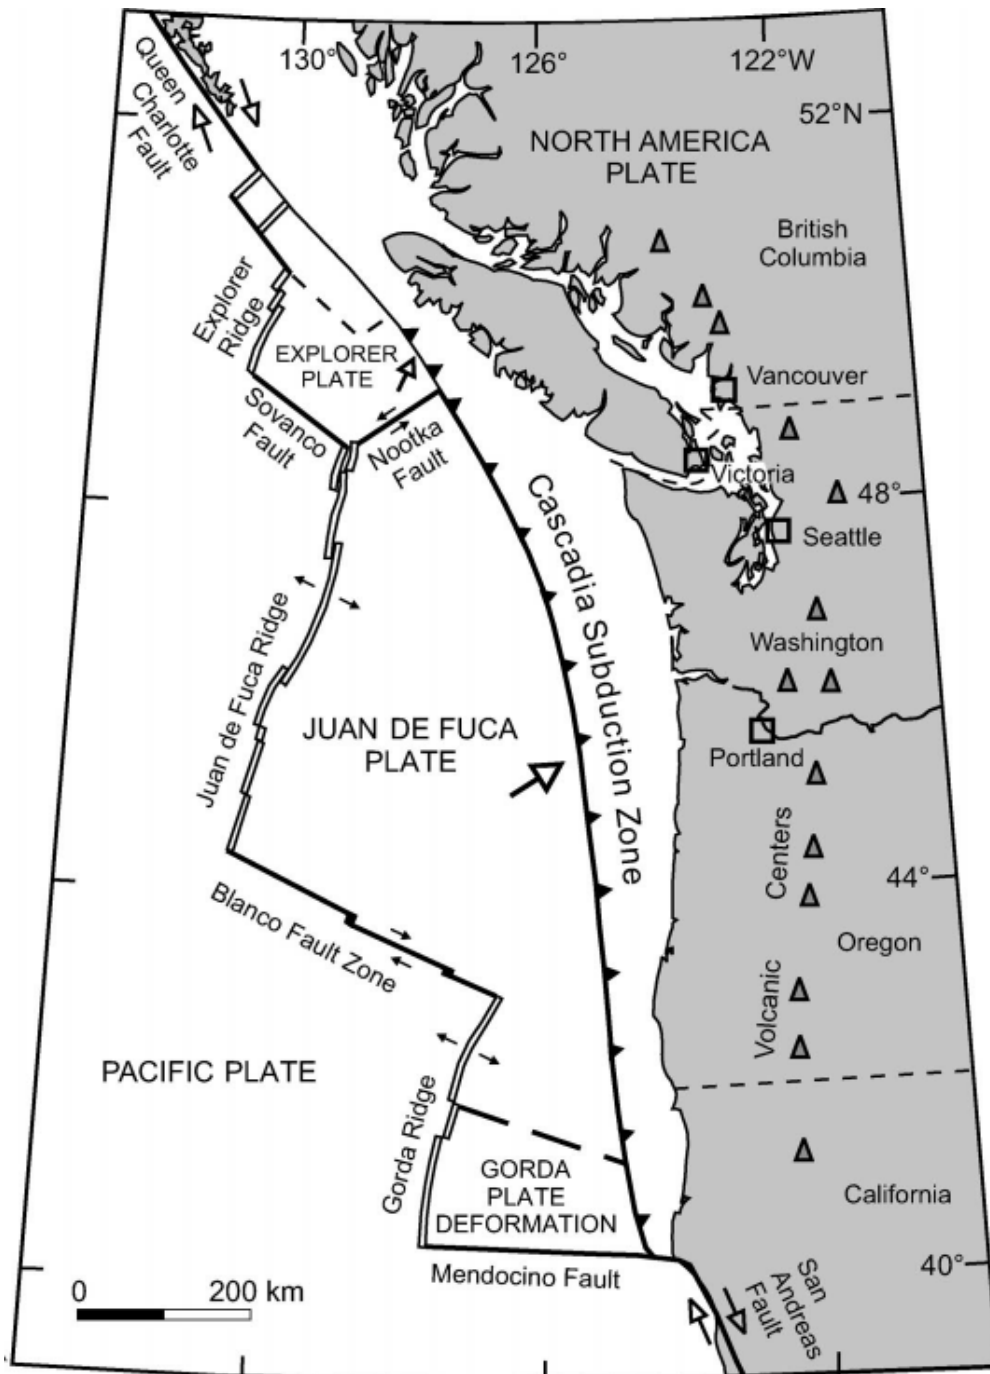 130°
126°
122°W
52°N
Queen
Charlotte
Fault
NORTH AMERICA
PLATE
British
Columbia
Explorer
Ridge
EXPLORER
PLATE
Vancouver
Sovanco
Fault
Nootka
Fault
Victoria
48°
Seattle
Cascadia Subduction Zone
Washington
Juan de Fuca Ridge
JUAN DE FUCA
PLATE
Portland
Volcanic Centers
44°
Blanco Fault Zone
Oregon
PACIFIC PLATE
Gorda Ridge
GORDA
PLATE
DEFORMATION
California
Mendocino Fault
San
Andreas
Fault
40°
0 200 km